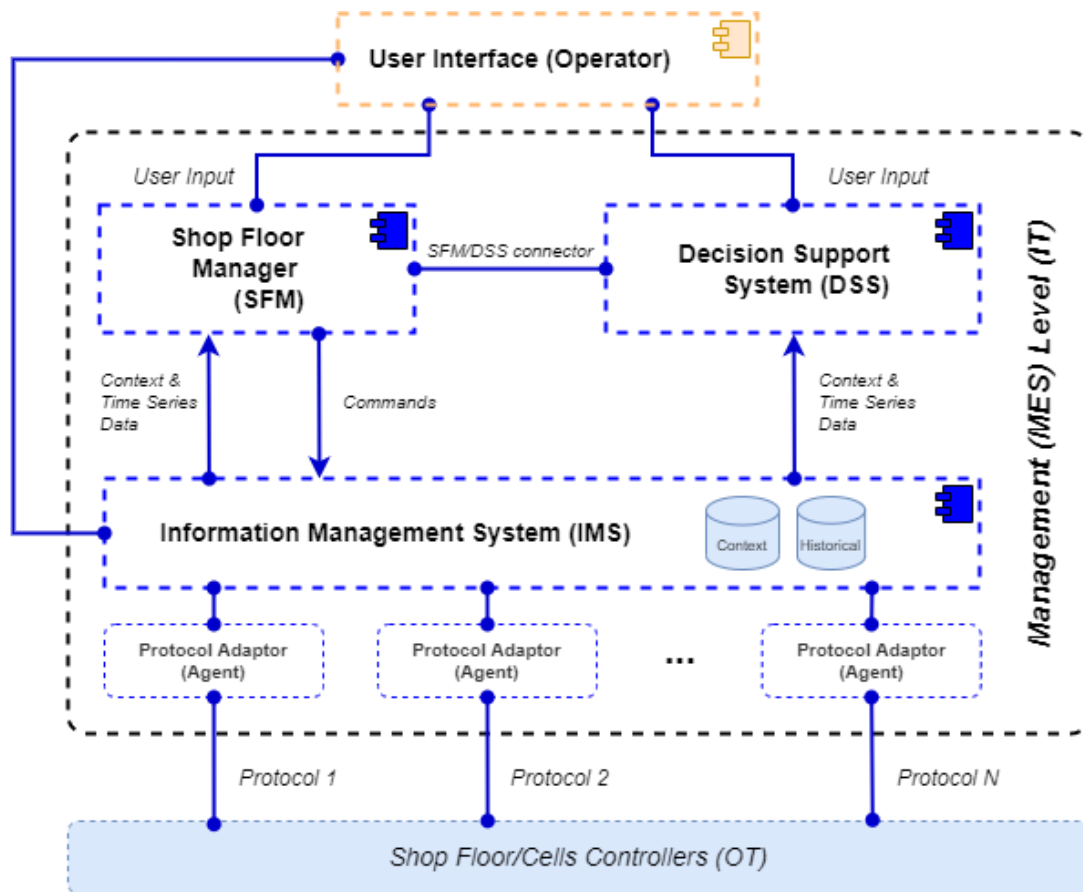 User Interface (Operator)
User Input
User Input
Shop Floor
Manager
(SFM)
SFM/DSS connector
Decision Support
System (DSS)
Management (MES) Level (IT)
Context &
Time Series
Data
Commands
Context &
Time Series
Data
Information Management System (IMS)
Context
Historical
Protocol Adaptor
(Agent)
Protocol Adaptor
(Agent)
...
Protocol Adaptor
(Agent)
Protocol 1
Protocol 2
Protocol N
Shop Floor/Cells Controllers (OT)